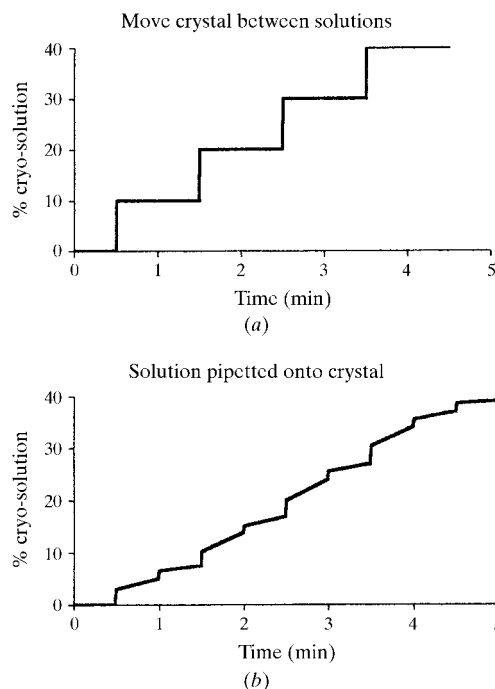 Move crystal between solutions
40
30
20
10
0
% cryo-solution
0 1 2 3 4 5
Time (min)
(a)
Solution pipetted onto crystal
40
30
20
10
0
% cryo-solution
0 1 2 3 4
Time (min)
(b)